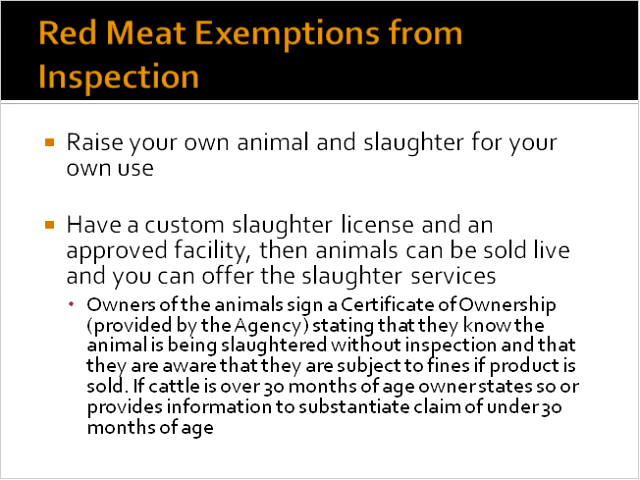 Red Meat Exemptions from
Inspection
Raise your own animal and slaughter for your
own use
Have a custom slaughter license and an
approved facility, then animals can be sold live
and you can offer the slaughter services
Owners of the animals sign a Certificate of Ownership
(provided by the Agency) stating that they know the
animal is being slaughtered without inspection and that
they are aware that they are subject to fines if product is
sold. If cattle is over 30 months of age owner states so or
provides information to substantiate claim of under 30
months of age